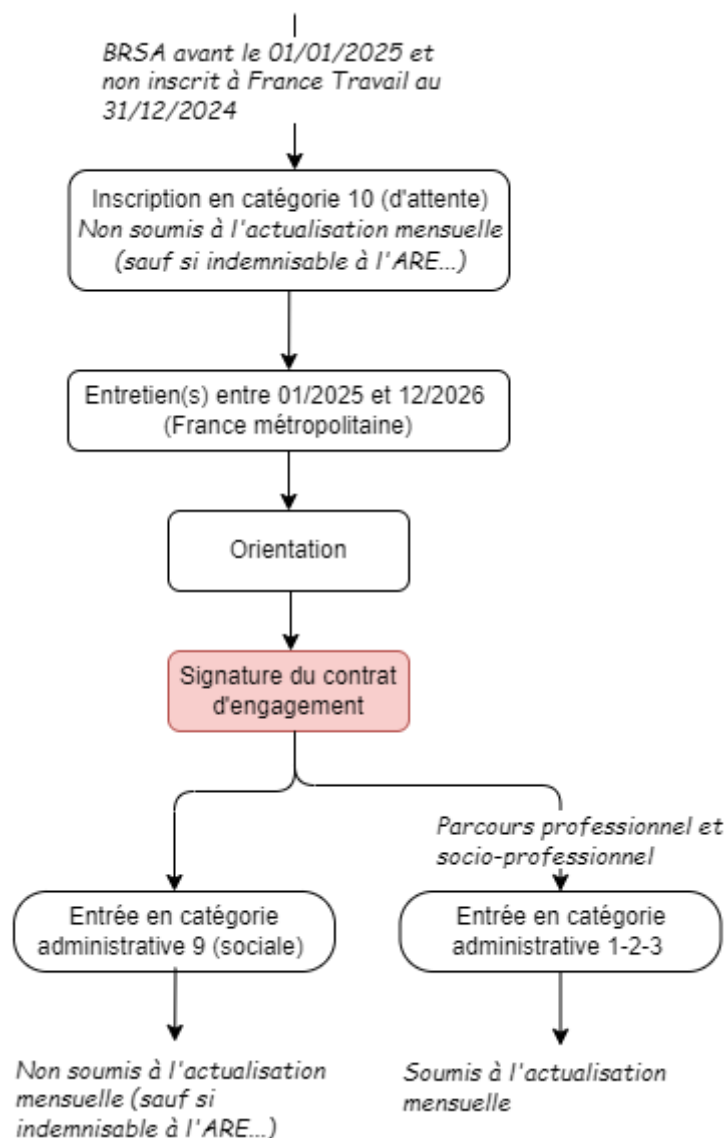 BRSA avant le 01/01/2025 et
non inscrit à France Travail au
31/12/2024
Inscription en catégorie 10 (d'attente)
Non soumis à l'actualisation mensuelle
(sauf si indemnisable à l'ARE...)
Entretien(s) entre 01/2025 et 12/2026
(France métropolitaine)
Orientation
Signature du contrat
d'engagement
Parcours professionnel et
socio-professionnel
Entrée en catégorie
administrative 9 (sociale)
Entrée en catégorie
administrative 1-2-3
Non soumis à l'actualisation
mensuelle (sauf si
indemnisable à l'ARE...)
Soumis à l'actualisation
mensuelle